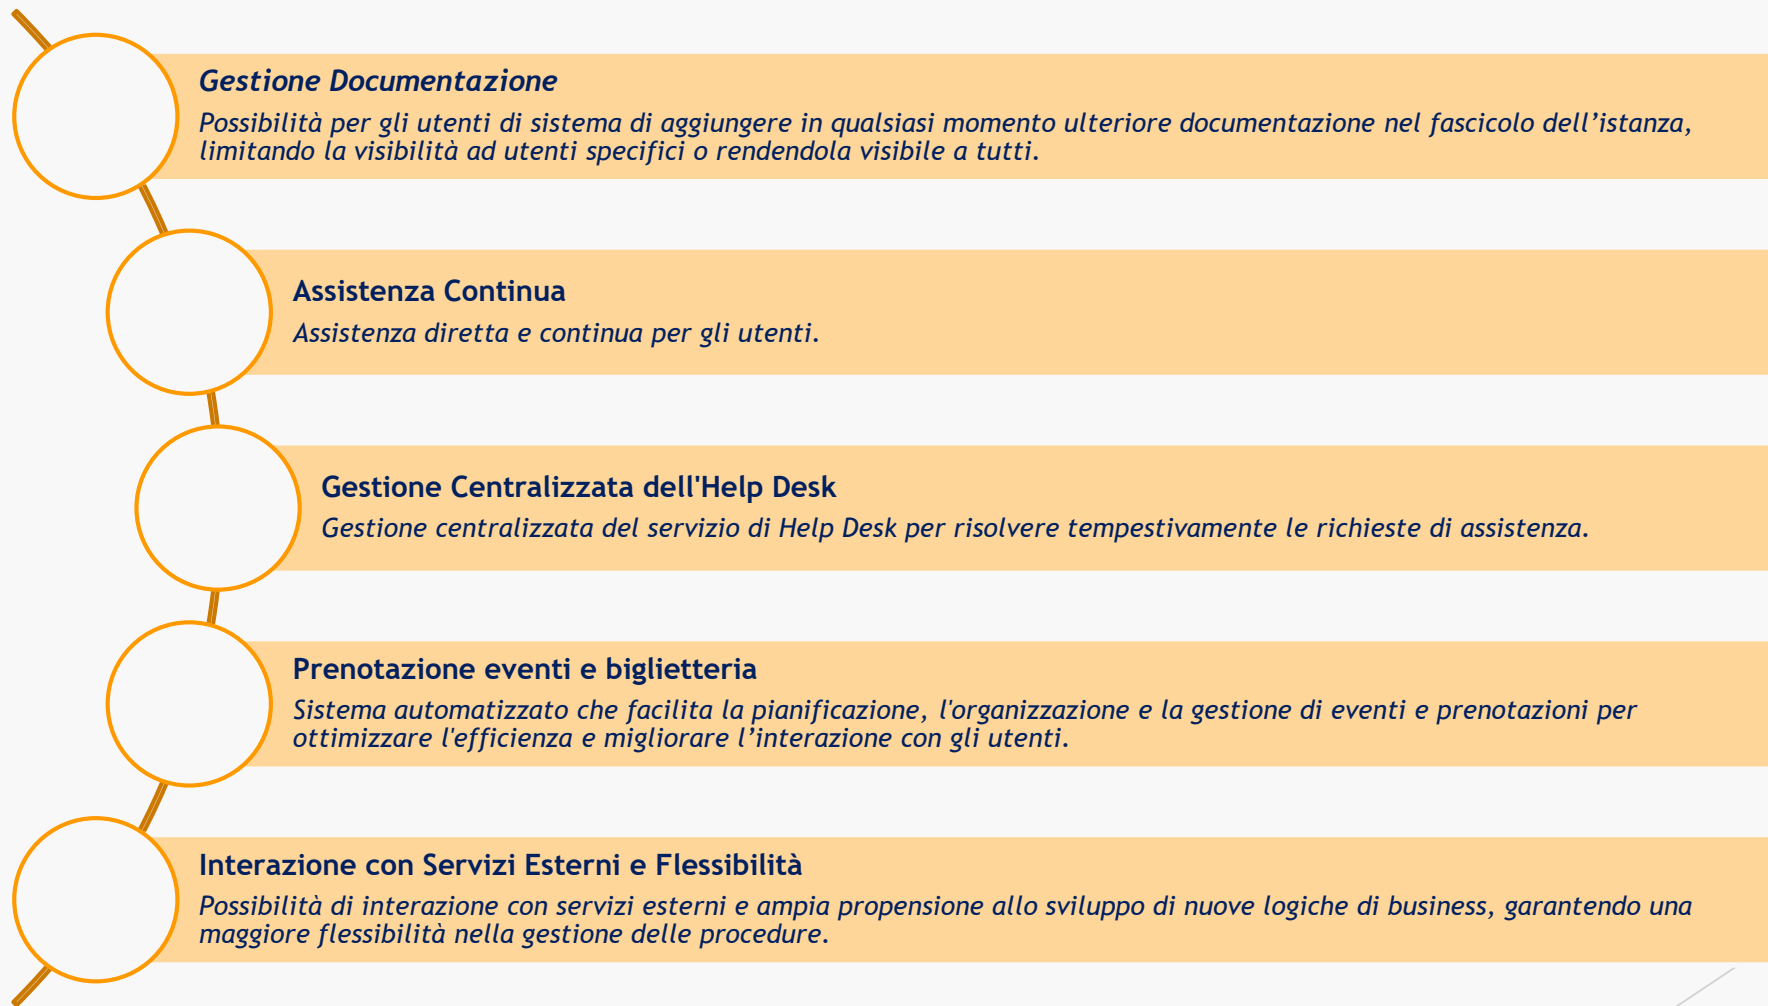 Gestione Documentazione
Possibilità per gli utenti di sistema di aggiungere in qualsiasi momento ulteriore documentazione nel fascicolo dell’istanza,
limitando la visibilità ad utenti specifici o rendendola visibile a tutti.
Assistenza Continua
Assistenza diretta e continua per gli utenti.
Gestione Centralizzata dell'Help Desk
Gestione centralizzata del servizio di Help Desk per risolvere tempestivamente le richieste di assistenza.
Prenotazione eventi e biglietteria
Sistema automatizzato che facilita la pianificazione, l'organizzazione e la gestione di eventi e prenotazioni per
ottimizzare l'efficienza e migliorare l’interazione con gli utenti.
Interazione con Servizi Esterni e Flessibilità
Possibilità di interazione con servizi esterni e ampia propensione allo sviluppo di nuove logiche di business, garantendo una
maggiore flessibilità nella gestione delle procedure.